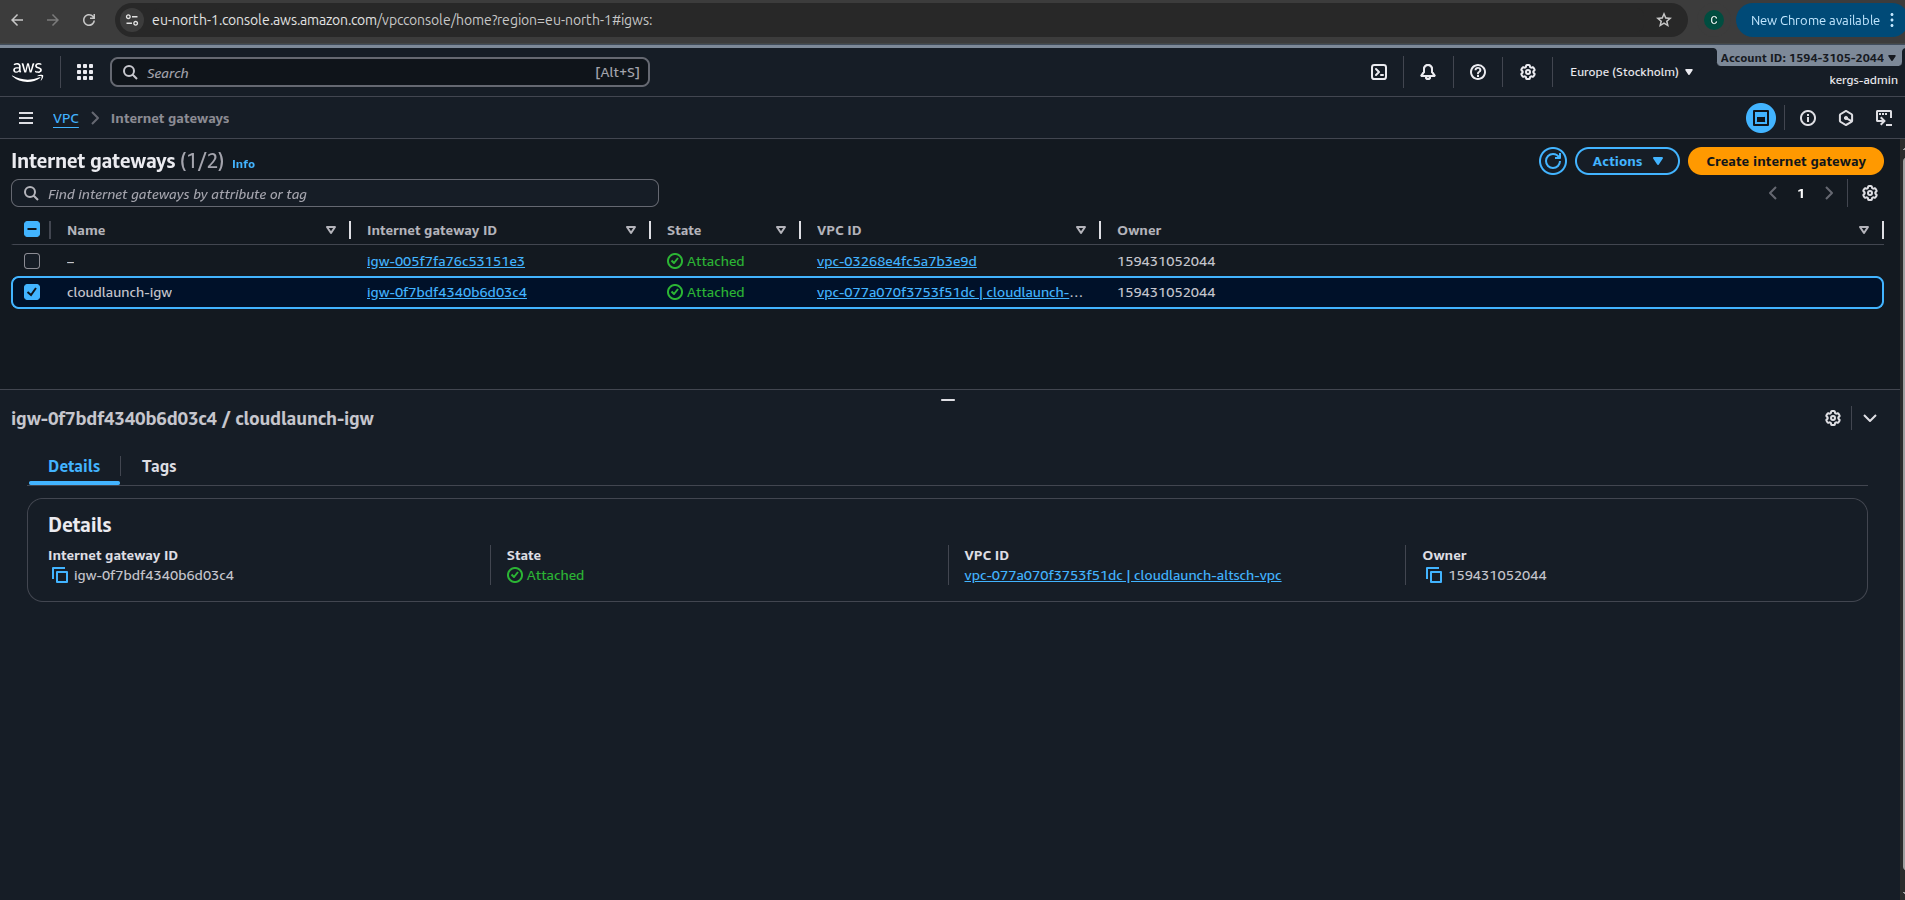 eu-north-1.console.aws.amazon.com/vpcconsole/home?region=eu-north-1#igws:
C
New Chrome available
aws
Search
[Alt+S]
Europe (Stockholm)
Account ID: 1594-3105-2044
kergs-admin
VPC
Internet gateways
Internet gateways (1/2) Info
Actions
Create internet gateway
Find internet gateways by attribute or tag
1
Name Internet gateway ID State VPC ID Owner
– igw-005f7fa76c53151e3 Attached vpc-03268e4fc5a7b3e9d 159431052044
cloudlaunch-igw igw-0f7bdf4340b6d03c4 Attached vpc-077a070f3753f51dc | cloudlaunch-... 159431052044
igw-0f7bdf4340b6d03c4 / cloudlaunch-igw
Details Tags
Details
Internet gateway ID State VPC ID Owner
igw-0f7bdf4340b6d03c4 Attached vpc-077a070f3753f51dc | cloudlaunch-altsch-vpc 159431052044